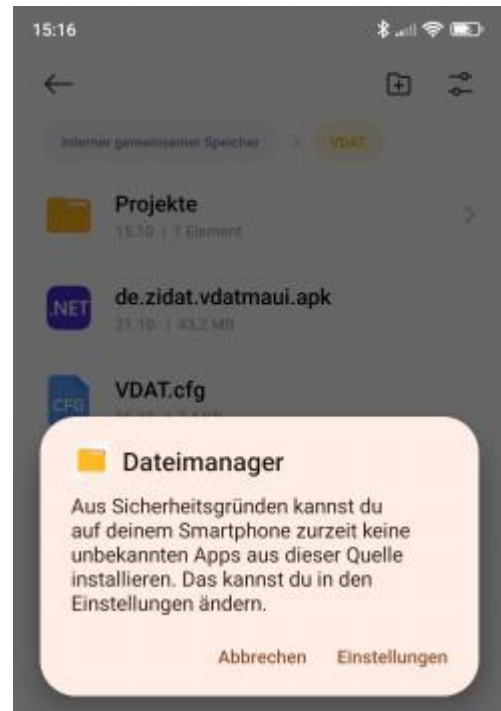 15:16
Interner gemeinsamer Speicher > VDAT
Projekte
15.10. | 1 Element
.NET
de.zidat.vdatmaui.apk
21.10. | 43,2 MB
CFG
VDAT.cfg
Dateimanager
Aus Sicherheitsgründen kannst du
auf deinem Smartphone zurzeit keine
unbekannten Apps aus dieser Quelle
installieren. Das kannst du in den
Einstellungen ändern.
Abbrechen Einstellungen